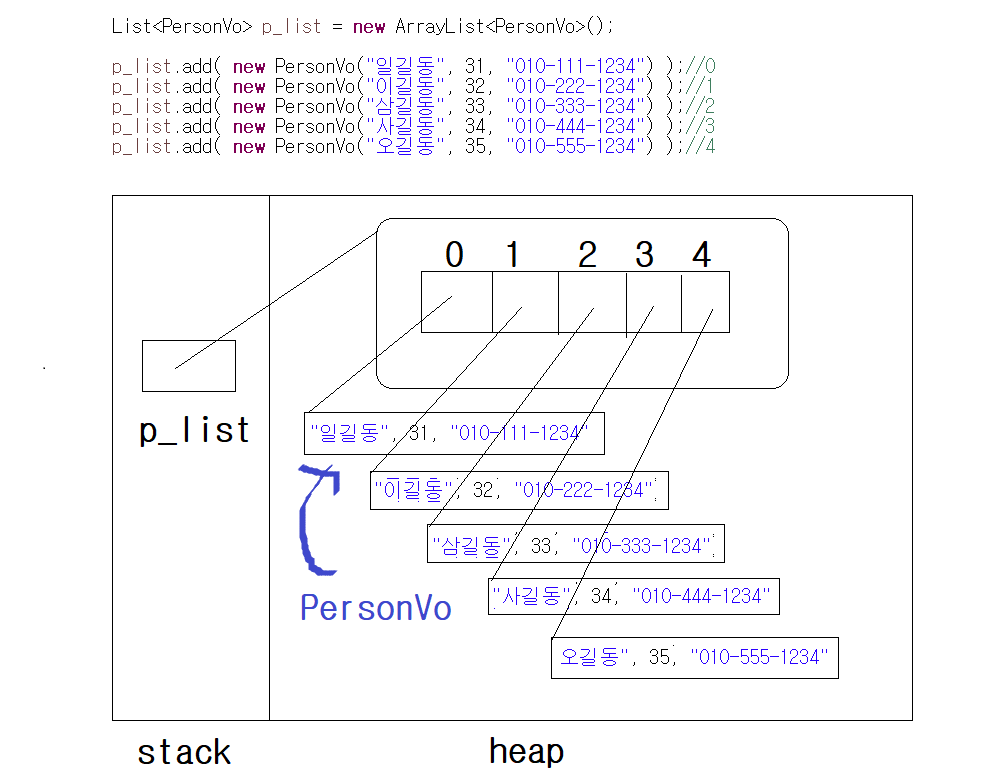 List<PersonVo> p_list = new ArrayList<PersonVo>();
p_list.add( new PersonVo("일길동", 31, "010-111-1234") );//0
p_list.add( new PersonVo("이길동", 32, "010-222-1234") );//1
p_list.add( new PersonVo("삼길동", 33, "010-333-1234") );//2
p_list.add( new PersonVo("사길동", 34, "010-444-1234") );//3
p_list.add( new PersonVo("오길동", 35, "010-555-1234") );//4
0 1 2 3 4
p_list
"일길동", 31, "010-111-1234"
"이길동", 32, "010-222-1234"
"삼길동", 33, "010-333-1234"
"사길동", 34, "010-444-1234"
PersonVo
오길동", 35, "010-555-1234"
stack heap